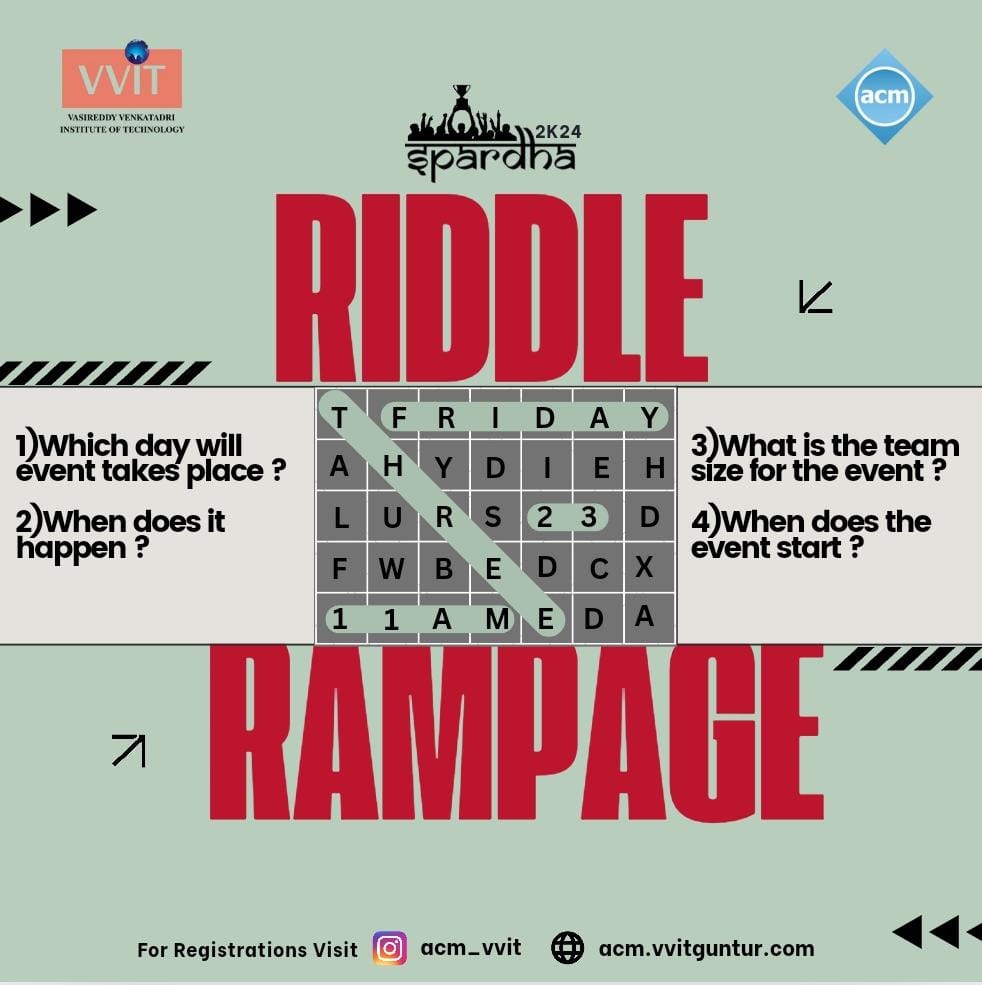 VVIT
VASIREDDY VENKATADRI
INSTITUTE OF TECHNOLOGY
acm
2K24
spardha
RIDDLE
1)Which day will
event takes place ?
2)When does it
happen ?
T F R I D A Y
A H Y D I E H
L U R S 2 3 D
F W B E D C X
1 1 A M E D A
3)What is the team
size for the event ?
4)When does the
event start ?
RAMPAGE
For Registrations Visit acm_vvit acm.vvitguntur.com